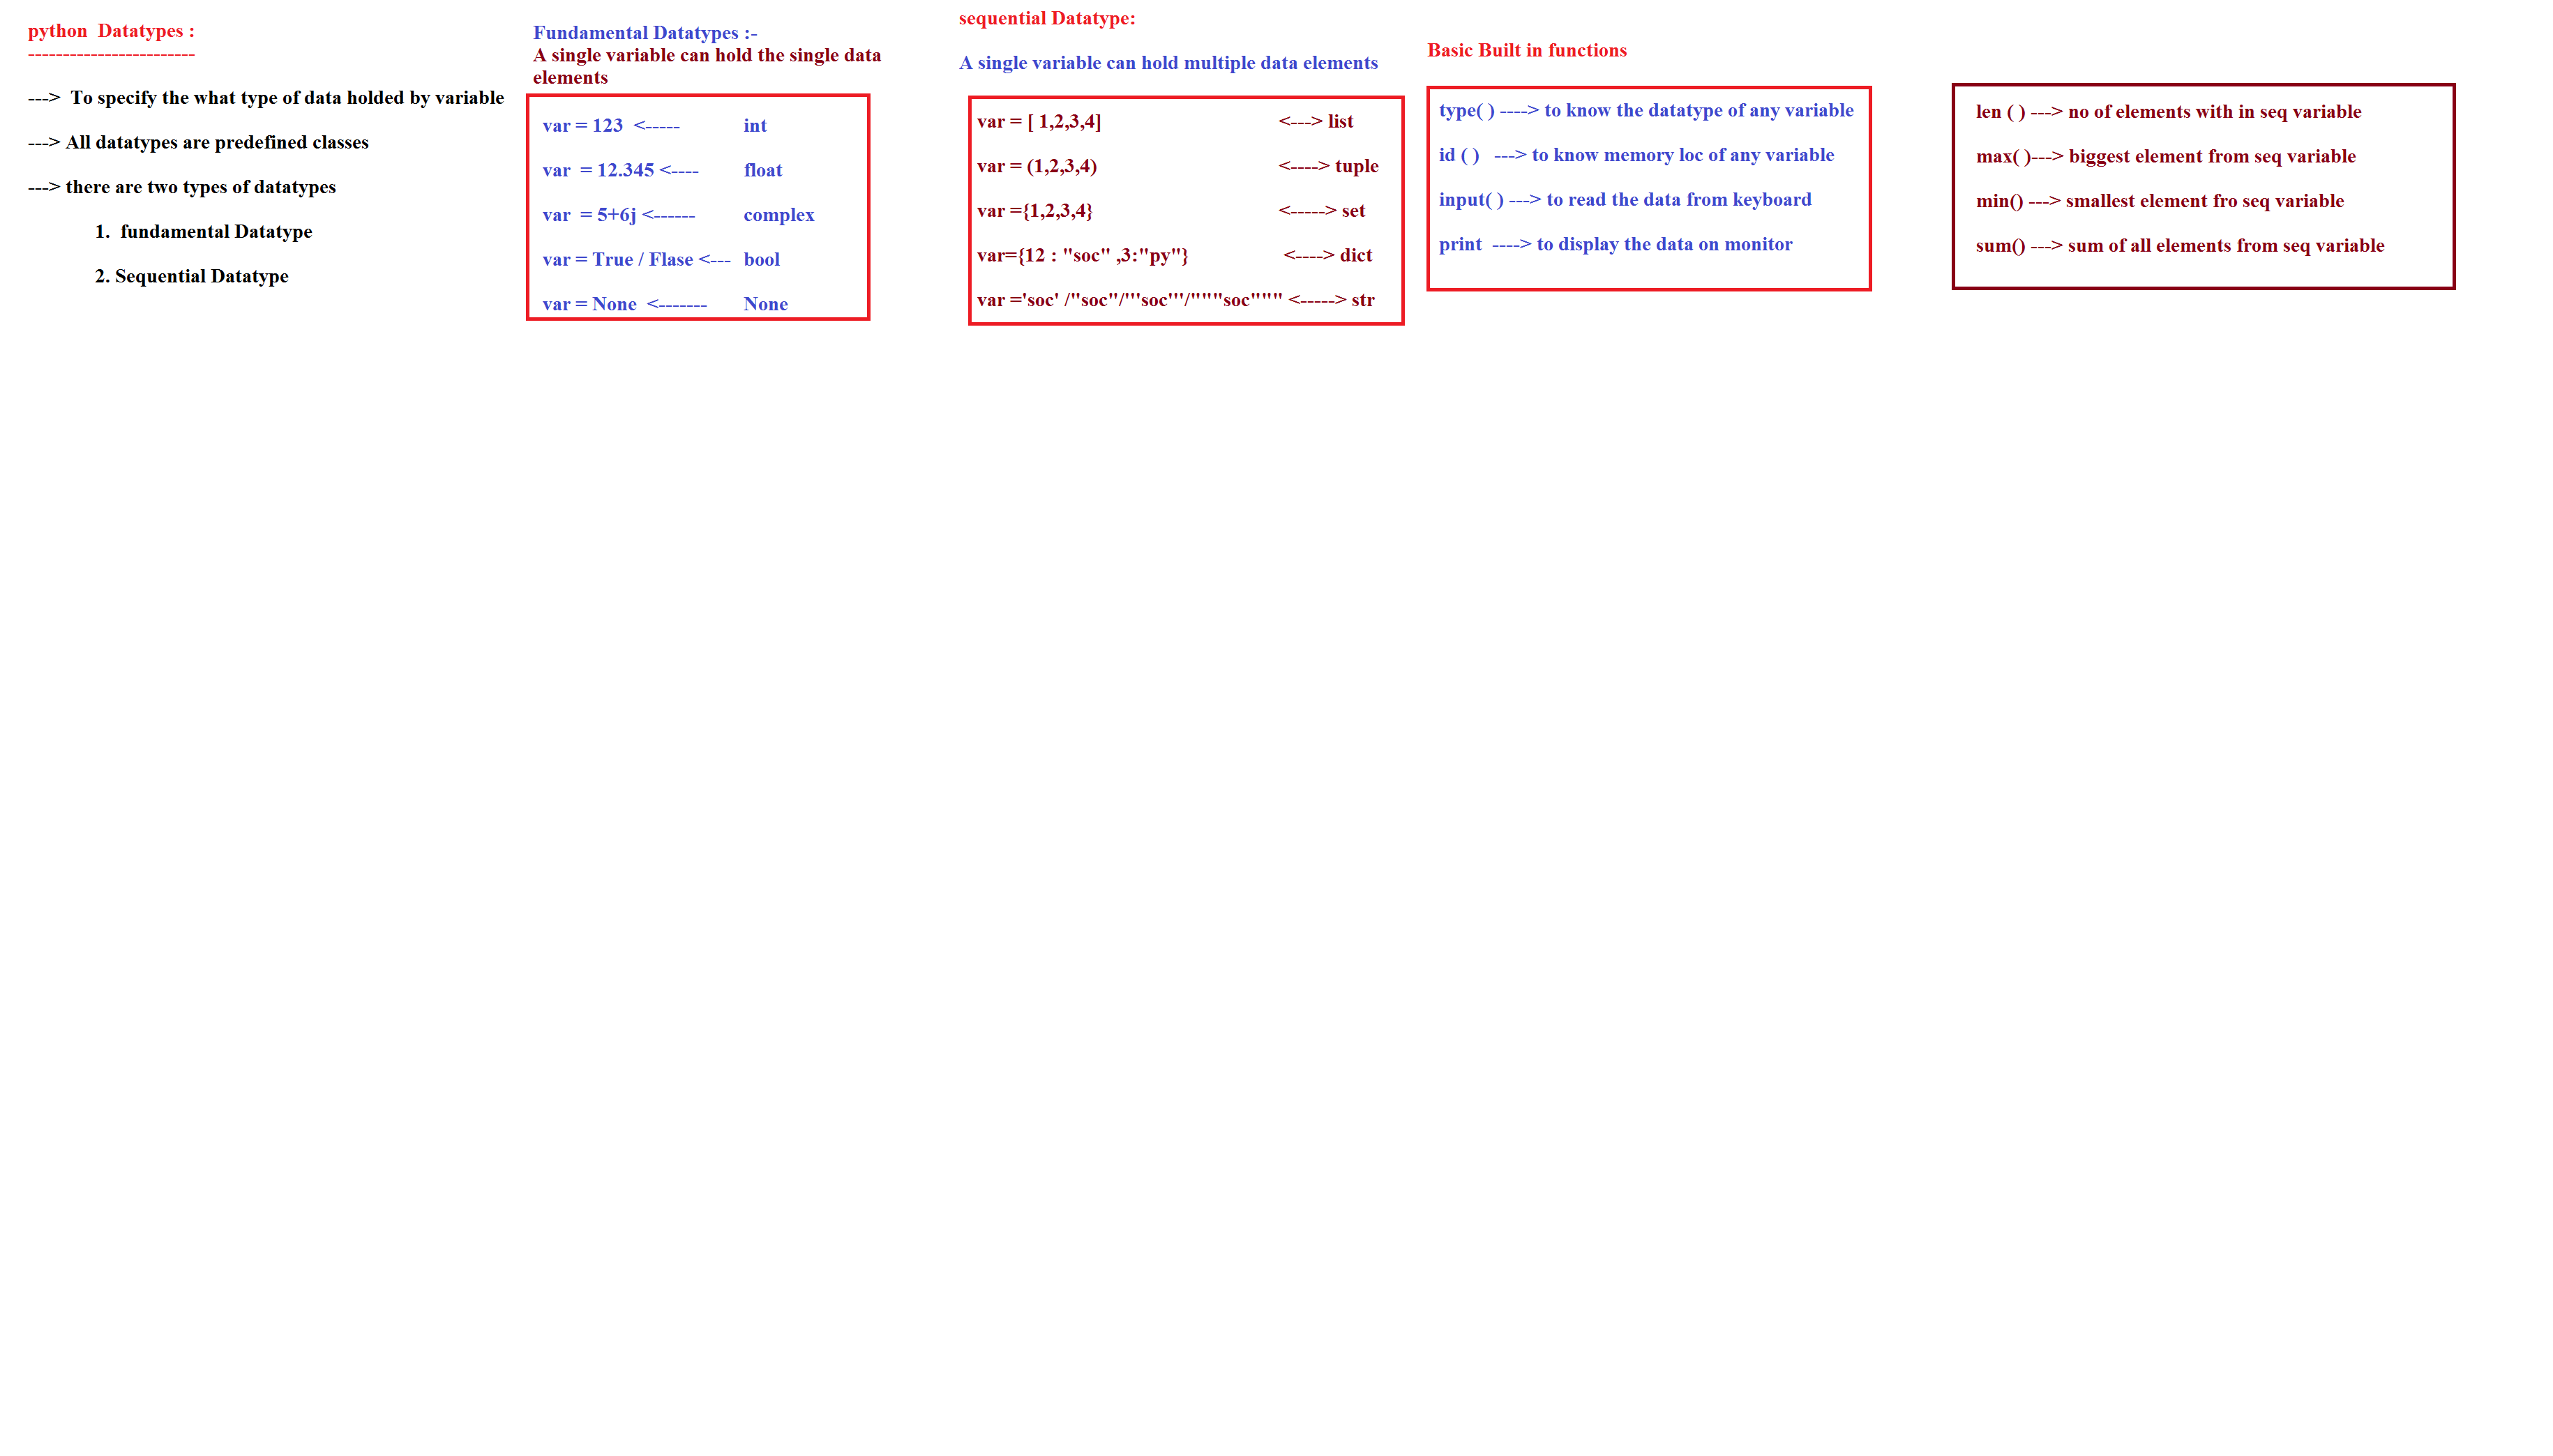 python  Datatypes :
------------------------
--->  To specify the what type of data holded by variable
---> All datatypes are predefined classes
---> there are two types of datatypes
1.  fundamental Datatype
2. Sequential Datatype
Fundamental Datatypes :-
A single variable can hold the single data
elements
var = 123  <-----  int
var  = 12.345 <----  float
var  = 5+6j <------  complex
var = True / Flase <---  bool
var = None  <-------  None
sequential Datatype:
A single variable can hold multiple data elements
var = [ 1,2,3,4]  <---> list
var = (1,2,3,4)  <----> tuple
var ={1,2,3,4}  <-----> set
var={12 : "soc" ,3:"py"}  <----> dict
var ='soc' /"soc"/'''soc'''/"""soc""" <-----> str
Basic Built in functions
type( ) ----> to know the datatype of any variable
id ( )   ---> to know memory loc of any variable
input( ) ---> to read the data from keyboard
print  ----> to display the data on monitor
len ( ) ---> no of elements with in seq variable
max( )---> biggest element from seq variable
min() ---> smallest element fro seq variable
sum() ---> sum of all elements from seq variable